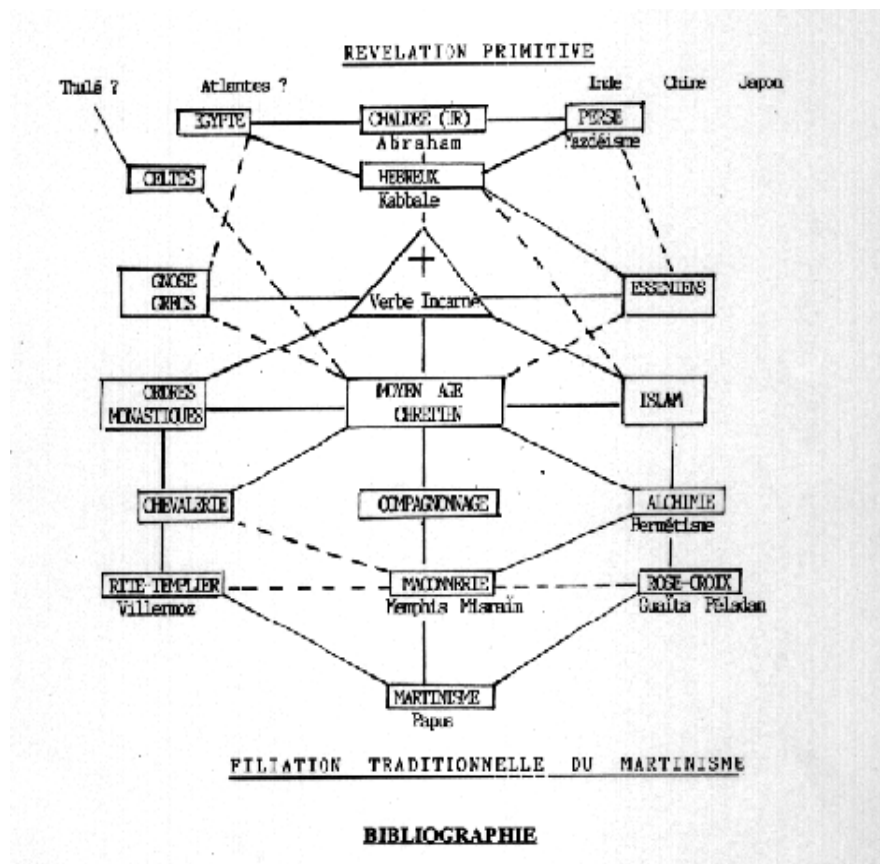 REVELATION PRIMITIVE
Thulé ? Atlantes ? Inde Chine Japon
EGYPTE CHALDEE (UR) PERSE
Abraham Mazdéisme
CELTES HEBREUX
Kabbale
+
GNOSE ESSENIENS
GRECS Verbe Incarné
ORDRES MOYEN AGE ISLAM
MONASTIQUES CHRETIEN
CHEVALERIE COMPAGNONNAGE ALCHIMIE
Hermétisme
RITE-TEMPLIER MACONNERIE ROSE-CROIX
Villermoz Memphis Misraïn Guaïta Péladan
MARTINISME
Papus
FILIATION TRADITIONNELLE DU MARTINISME
BIBLIOGRAPHIE